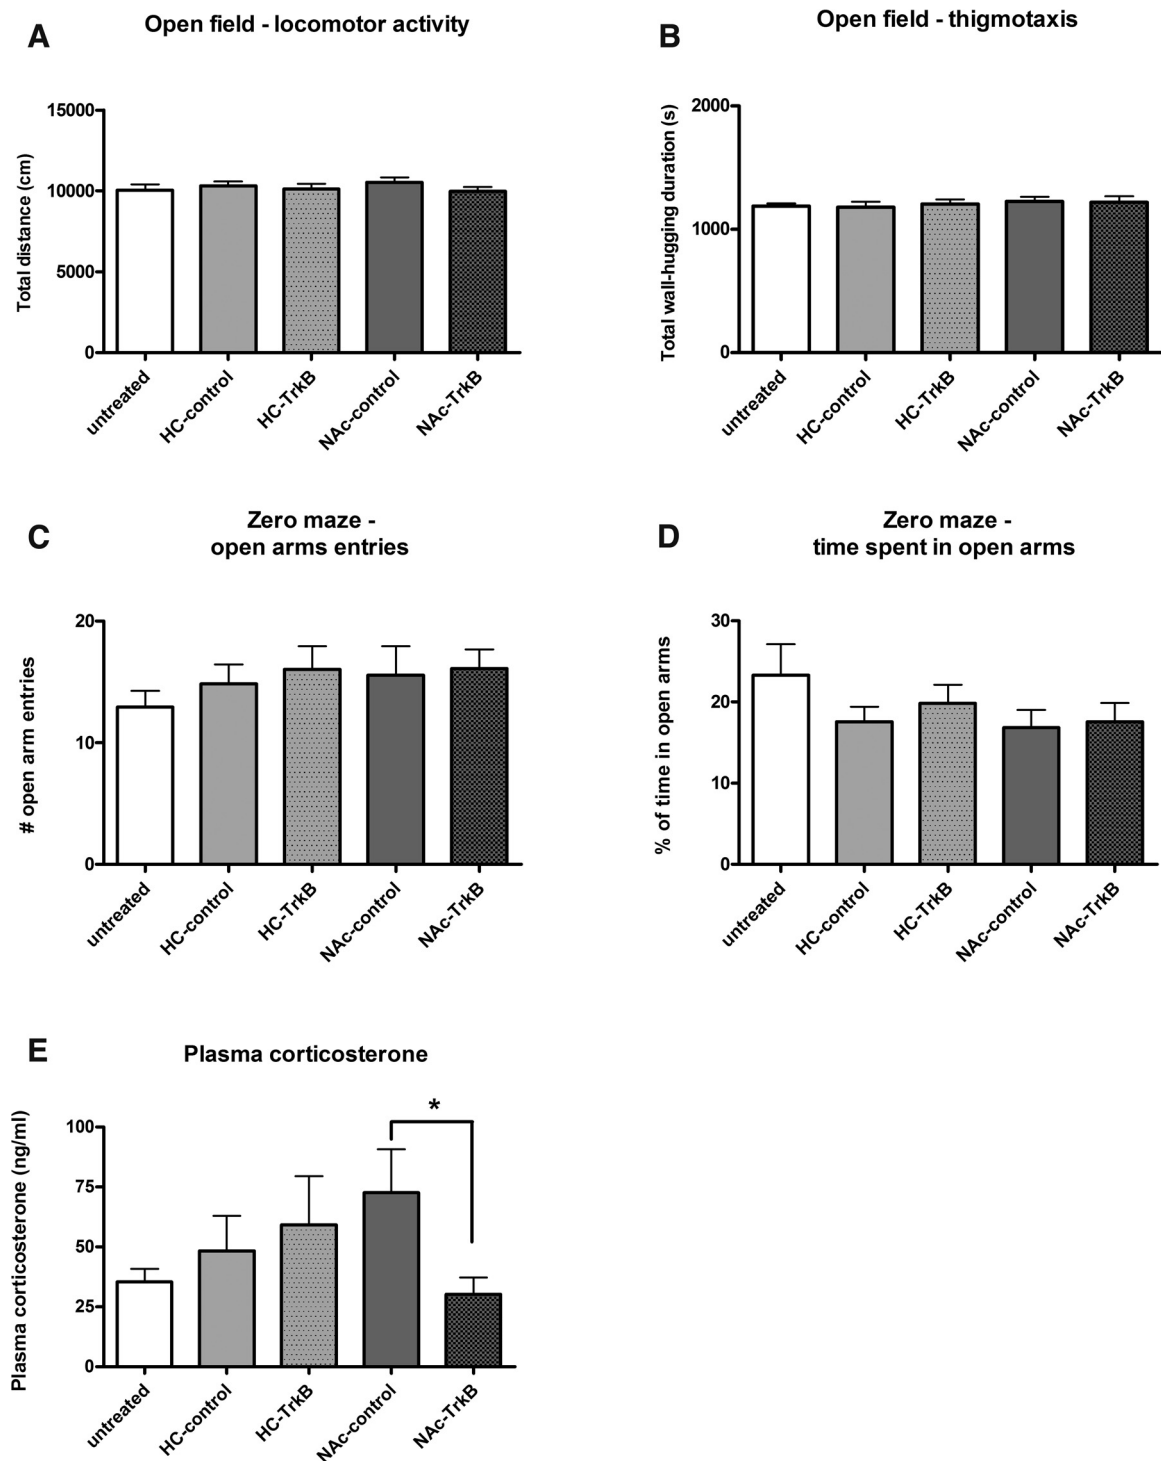 A
Open field - locomotor activity
Total distance (cm)
15000
10000
5000
0
untreated
HC-control
HC-TrkB
NAc-control
NAc-TrkB
B
Open field - thigmotaxis
Total wall-hugging duration (s)
2000
1000
0
untreated
HC-control
HC-TrkB
NAc-control
NAc-TrkB
C
Zero maze -
open arms entries
# open arm entries
20
10
0
untreated
HC-control
HC-TrkB
NAc-control
NAc-TrkB
D
Zero maze -
time spent in open arms
% of time in open arms
30
20
10
0
untreated
HC-control
HC-TrkB
NAc-control
NAc-TrkB
E
Plasma corticosterone
Plasma corticosterone (ng/ml)
100
75
50
25
0
*
untreated
HC-control
HC-TrkB
NAc-control
NAc-TrkB